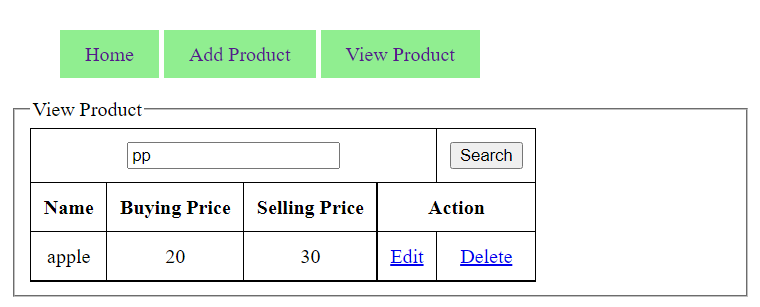 Home Add Product View Product
View Product
pp Search
Name Buying Price Selling Price Action
apple 20 30 Edit Delete